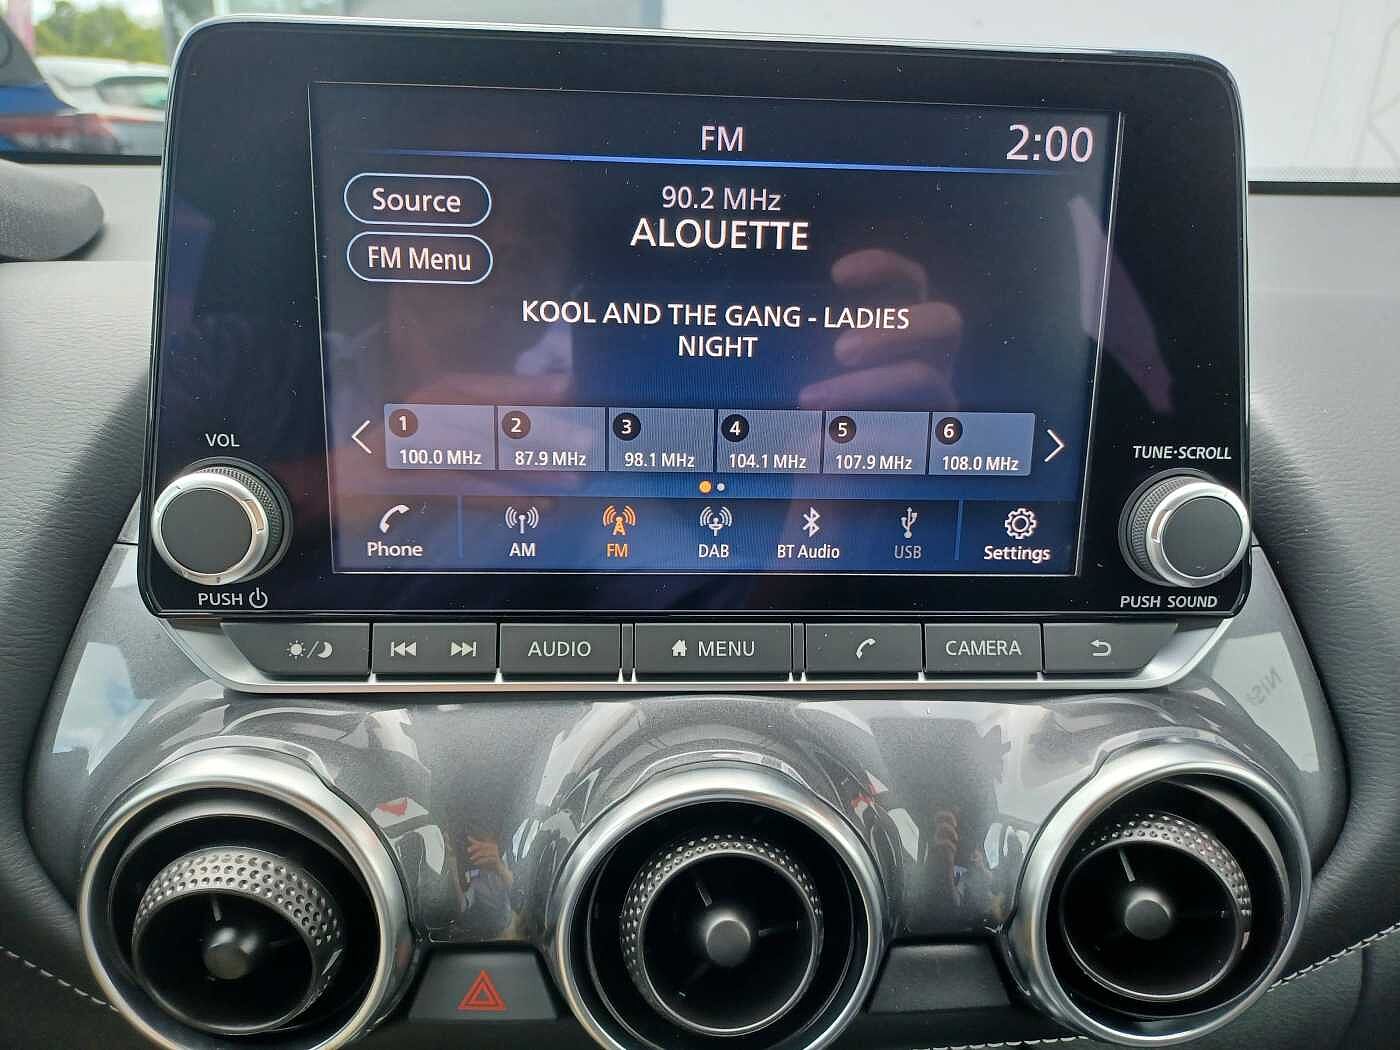 FM
2:00
Source
90.2 MHz
ALOUETTE
FM Menu
KOOL AND THE GANG - LADIES
NIGHT
1
2
3
4
5
6
100.0 MHz
87.9 MHz
98.1 MHz
104.1 MHz
107.9 MHz
108.0 MHz
VOL
TUNE·SCROLL
Phone
AM
FM
DAB
BT Audio
USB
Settings
PUSH
PUSH SOUND
AUDIO
MENU
CAMERA